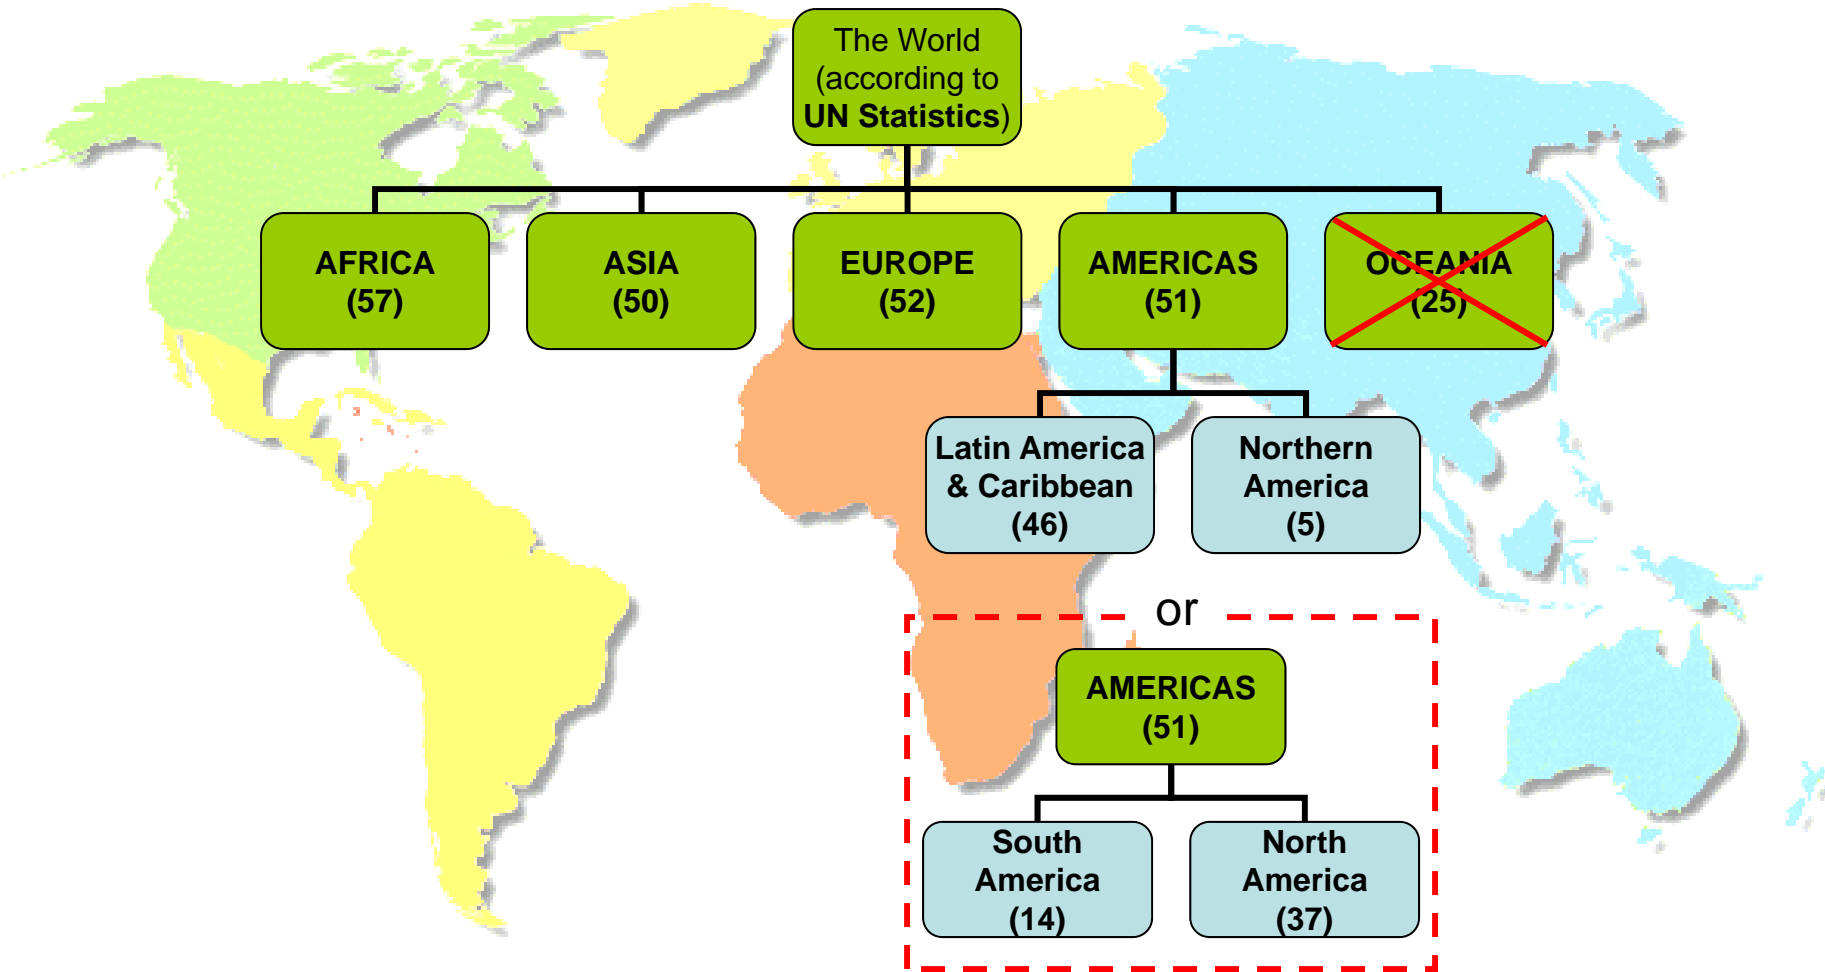 The World
(according to
UN Statistics)
AFRICA
(57)
ASIA
(50)
EUROPE
(52)
AMERICAS
(51)
OCEANIA
(25)
Latin America
& Caribbean
(46)
Northern
America
(5)
or
AMERICAS
(51)
South
America
(14)
North
America
(37)